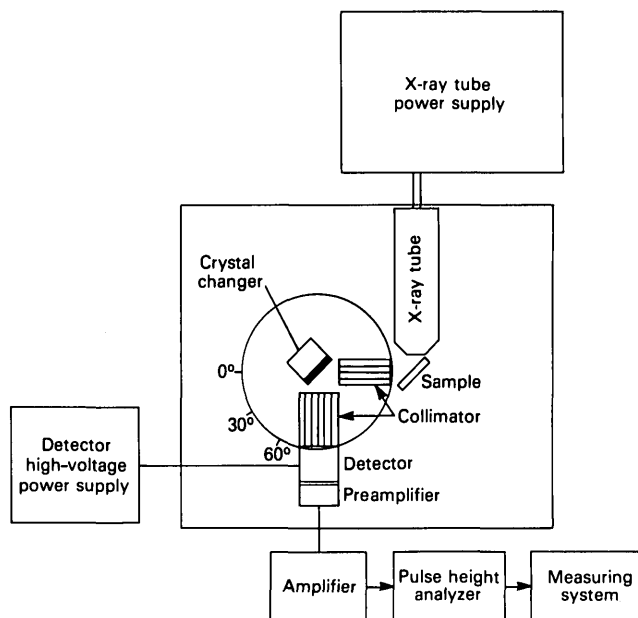 X-ray tube
power supply
X-ray tube
Crystal
changer
Sample
0°
30°
60°
Collimator
Detector
high-voltage
power supply
Detector
Preamplifier
Amplifier
Pulse height
analyzer
Measuring
system